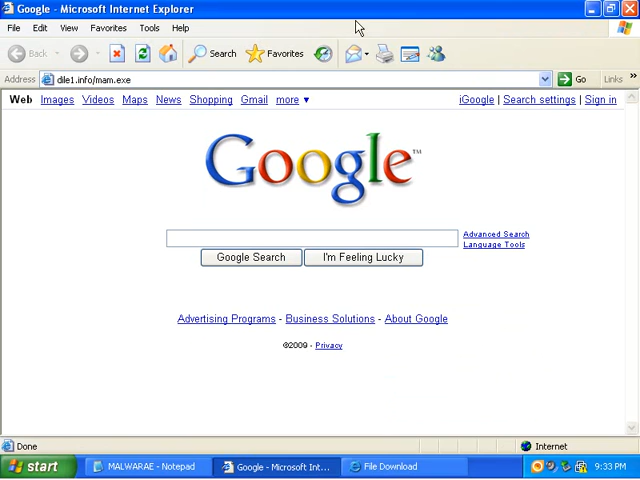 Google - Microsoft Internet Explorer
File Edit View Favorites Tools Help
Back Search Favorites
Address dile1.info/mam.exe Go Links »
Web Images Videos Maps News Shopping Gmail more ▼ iGoogle | Search settings | Sign in
Google™
Advanced Search
Language Tools
Google Search I'm Feeling Lucky
Advertising Programs - Business Solutions - About Google
©2009 - Privacy
Done Internet
start MALWARAE - Notepad Google - Microsoft Int... File Download 9:33 PM